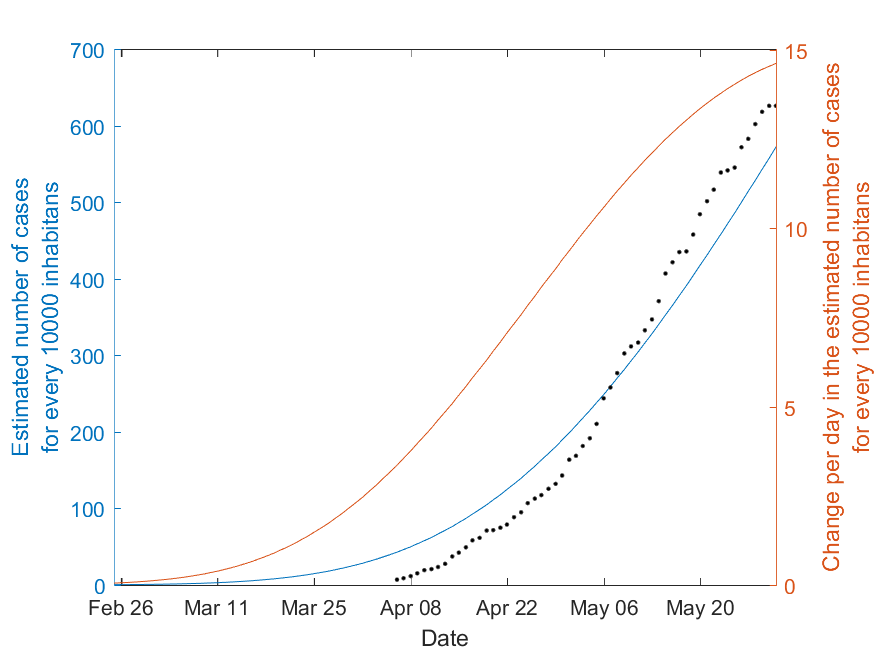 700
600
500
400
300
200
100
0
Estimated number of cases
for every 10000 inhabitans
15
10
5
0
Change per day in the estimated number of cases
for every 10000 inhabitans
Feb 26 Mar 11 Mar 25 Apr 08 Apr 22 May 06 May 20
Date